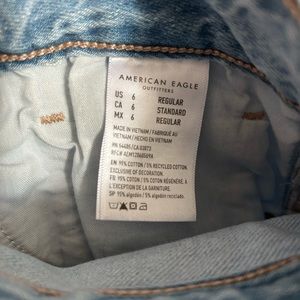 AMERICAN EAGLE
OUTFITTERS
US 6 REGULAR
CA 6 STANDARD
MX 6 REGULAR
MADE IN VIETNAM / FABRIQUÉ AU
VIETNAM / HECHO EN VIETNAM
EN 95% COTTON / 5% RECYCLED COTTON.
EXCLUSIVE OF DECORATION.
FR 95% COTON / 5% COTON RÉGÉNÉRÉ. À
L'EXCEPTION DE LA GARNITURE.
SP 95% algodón / 5% algodón reciclado